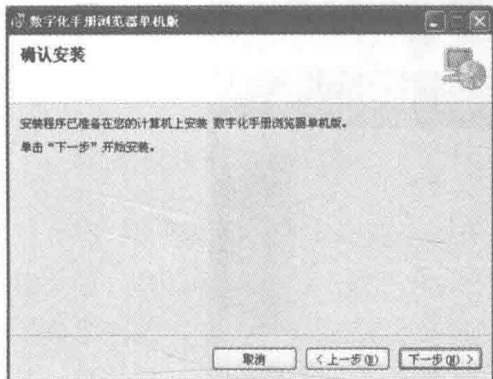 数字化手册浏览器单机版
确认安装
安装程序已准备在您的计算机上安装 数字化手册浏览器单机版。
单击“下一步”开始安装。
取消
<上一步(B)
下一步(N)>